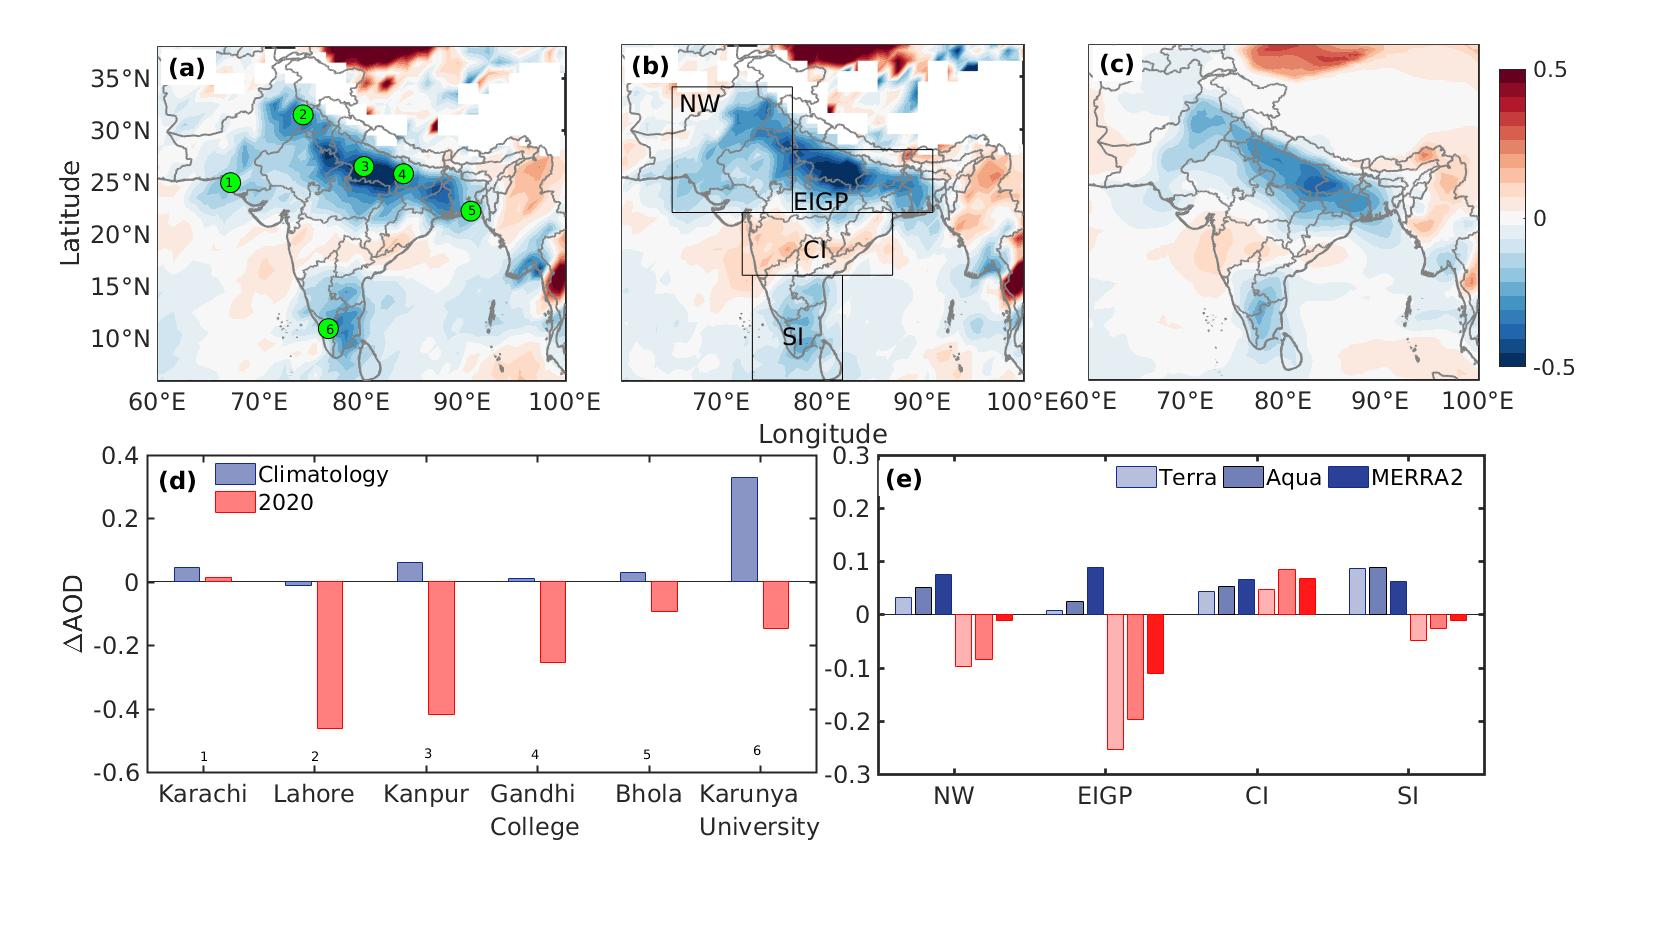 (a)
(b)
(c)
35°N
30°N
25°N
20°N
15°N
10°N
Latitude
1
2
3
4
5
6
NW
EIGP
CI
SI
0.5
0
-0.5
60°E 70°E 80°E 90°E 100°E
70°E 80°E 90°E 100°E
60°E 70°E 80°E 90°E 100°E
Longitude
(d)
Climatology
2020
0.4
0.2
0
-0.2
-0.4
-0.6
ΔAOD
1 2 3 4 5 6
Karachi Lahore Kanpur Gandhi Bhola Karunya
College University
(e)
Terra Aqua MERRA2
0.3
0.2
0.1
0
-0.1
-0.2
-0.3
NW EIGP CI SI